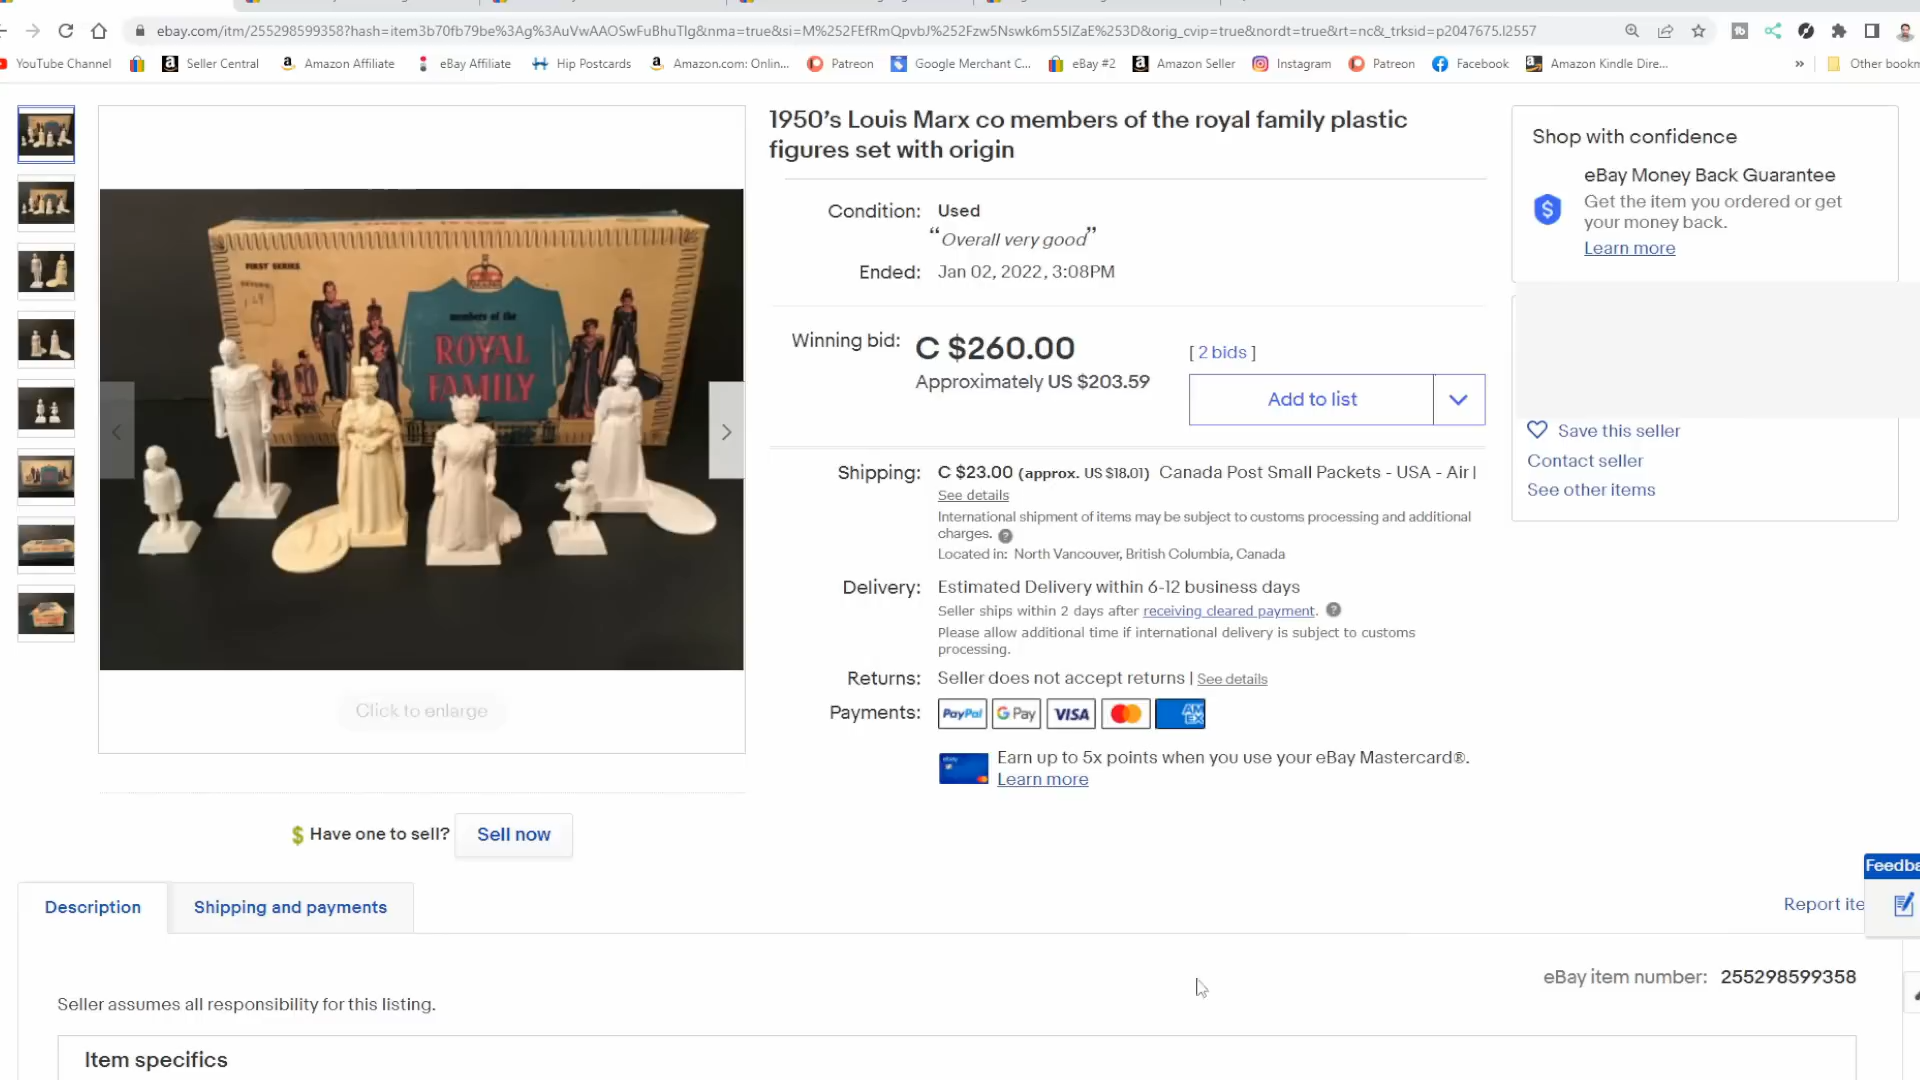 ebay.com/itm/255298599358?hash=item3b70fb79be%3Ag%3AuVwAAOSwFuBhuTlg&nma=true&si=M%252FEfRmQpvbJ%252Fzw5Nswk6m55IZaE%253D&orig_cvip=true&nordt=true&rt=nc&_trksid=p2047675.l2557
YouTube Channel
Seller Central
Amazon Affiliate
eBay Affiliate
Hip Postcards
Amazon.com: Onlin...
Patreon
Google Merchant C...
eBay #2
Amazon Seller
Instagram
Patreon
Facebook
Amazon Kindle Dire...
»
Other bookm
FIRST SERIES
members of the
ROYAL
FAMILY
Click to enlarge
Have one to sell?
Sell now
1950's Louis Marx co members of the royal family plastic
figures set with origin
Condition: Used
“Overall very good”
Ended: Jan 02, 2022, 3:08PM
Winning bid: C $260.00
[ 2 bids ]
Approximately US $203.59
Add to list
Shipping: C $23.00 (approx. US $18.01) Canada Post Small Packets - USA - Air |
See details
International shipment of items may be subject to customs processing and additional
charges. ?
Located in: North Vancouver, British Columbia, Canada
Delivery: Estimated Delivery within 6-12 business days
Seller ships within 2 days after receiving cleared payment. ?
Please allow additional time if international delivery is subject to customs
processing.
Returns: Seller does not accept returns | See details
Payments: PayPal G Pay VISA AMEX
Earn up to 5x points when you use your eBay Mastercard®.
Learn more
Shop with confidence
eBay Money Back Guarantee
Get the item you ordered or get
your money back.
Learn more
Save this seller
Contact seller
See other items
Feedba
Description
Shipping and payments
Report ite
eBay item number: 255298599358
Seller assumes all responsibility for this listing.
Item specifics